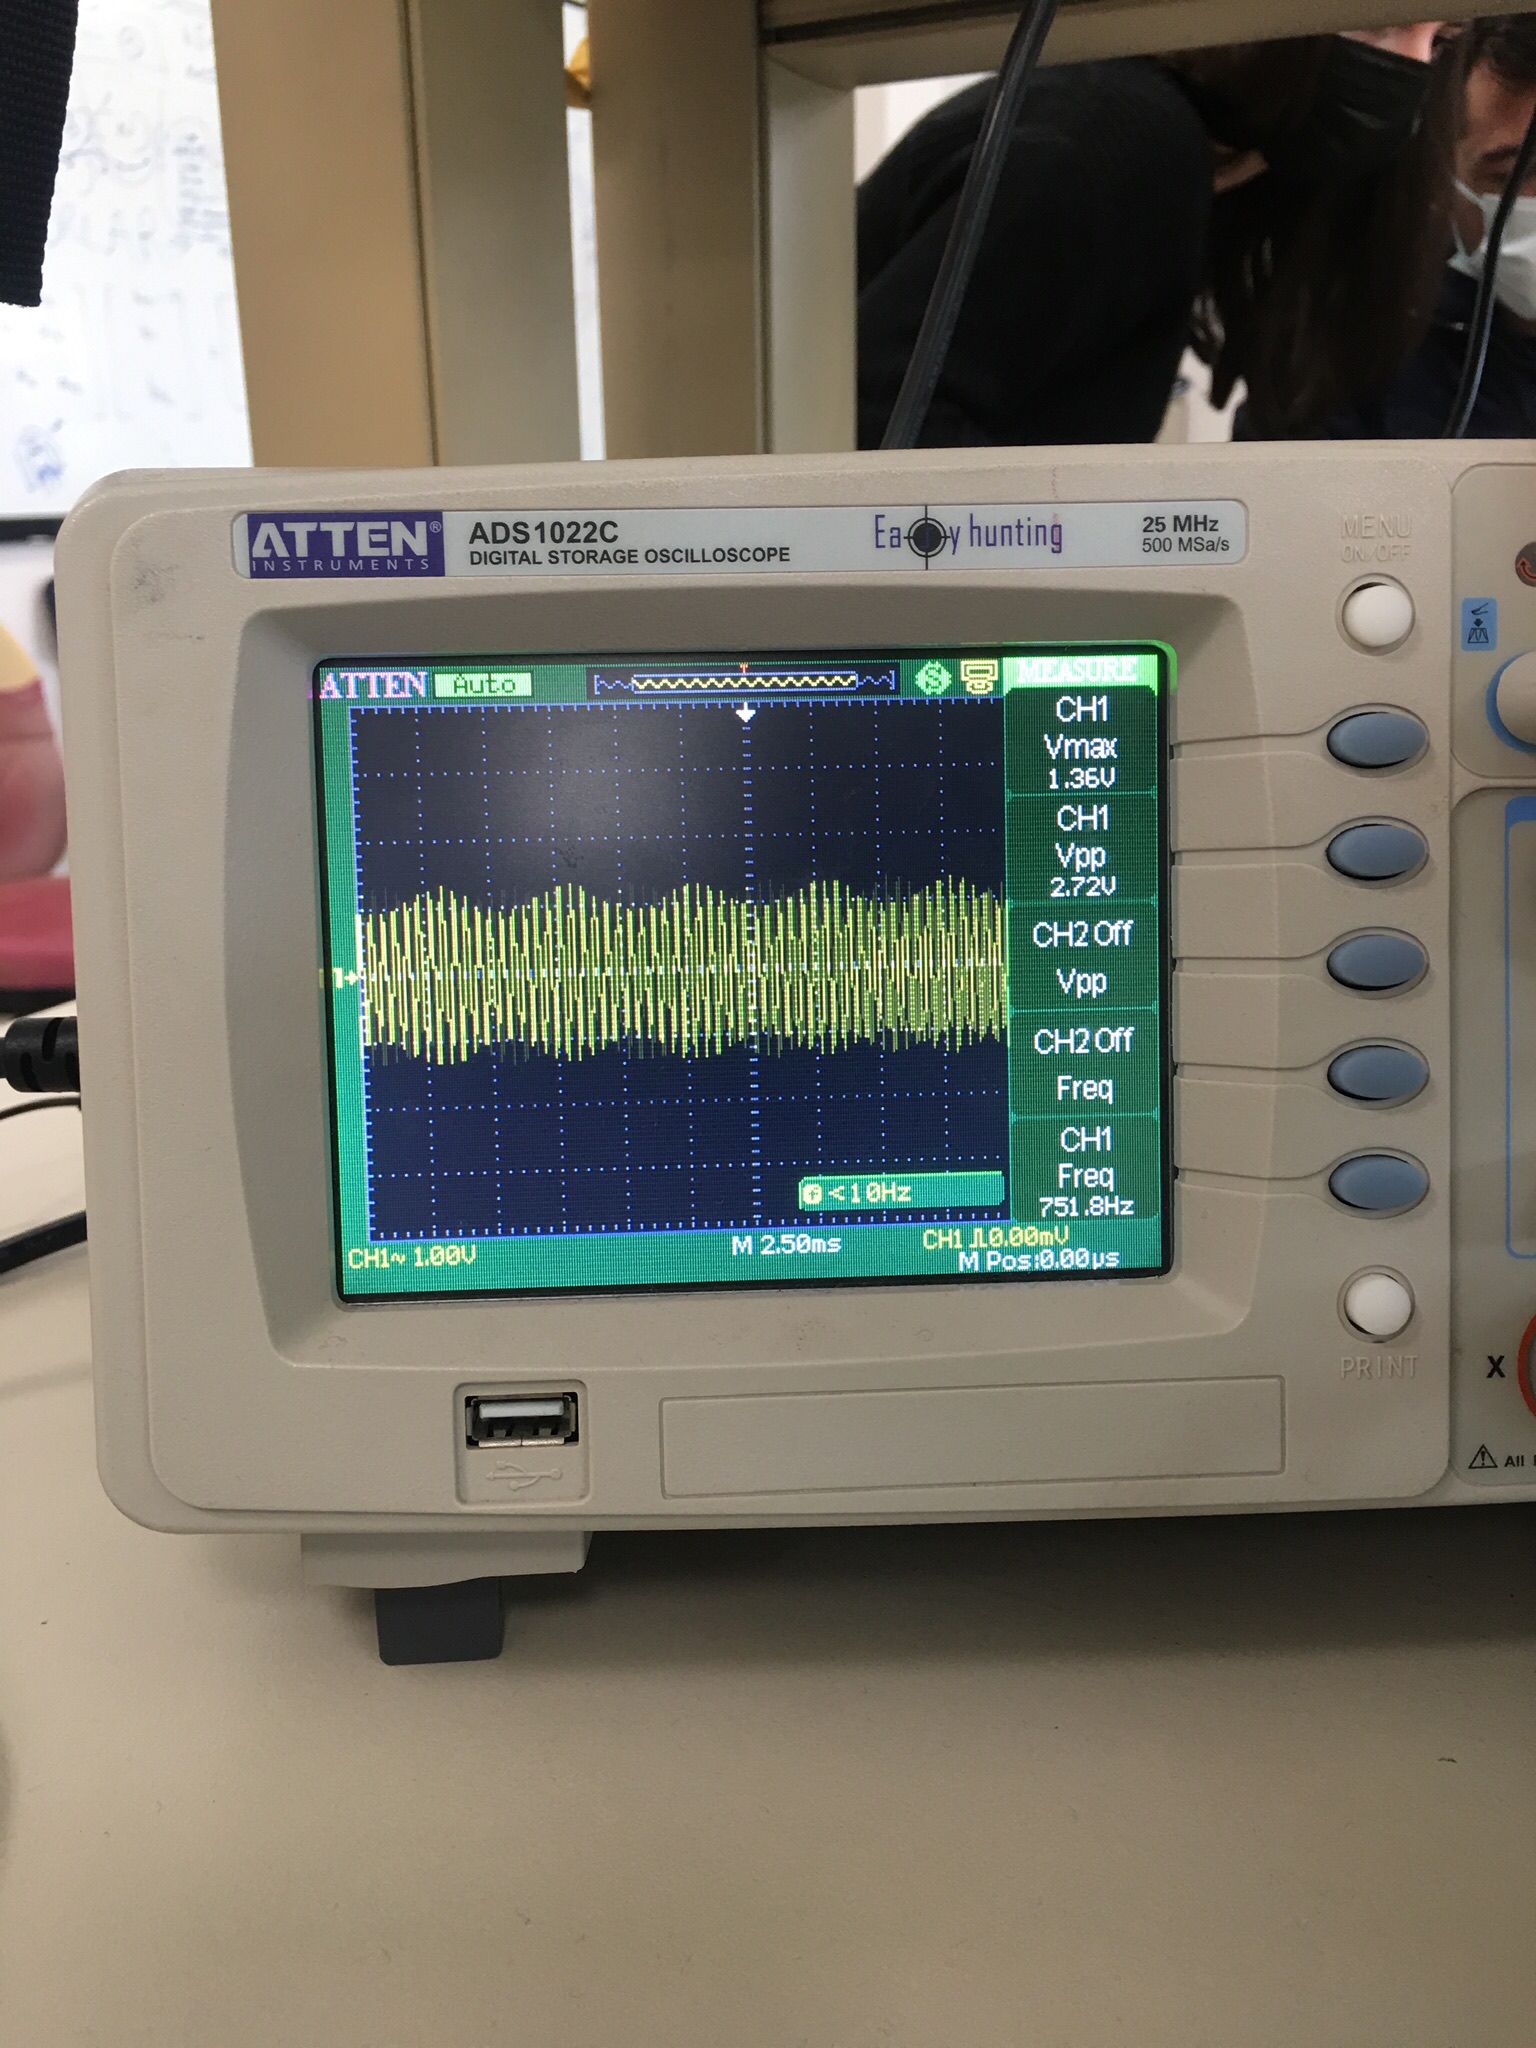 ATTEN®
INSTRUMENTS
ADS1022C
DIGITAL STORAGE OSCILLOSCOPE
Ea y hunting
25 MHz
500 MSa/s
MENU
ON/OFF
ATTEN
Auto
T
S
MEASURE
CH1
Vmax
1.36V
CH1
Vpp
2.72V
CH2 Off
Vpp
CH2 Off
Freq
CH1
Freq
751.8Hz
<10Hz
CH1~ 1.00V
M 2.50ms
CH1 0.00mV
M Pos:0.00µs
PRINT
X
All